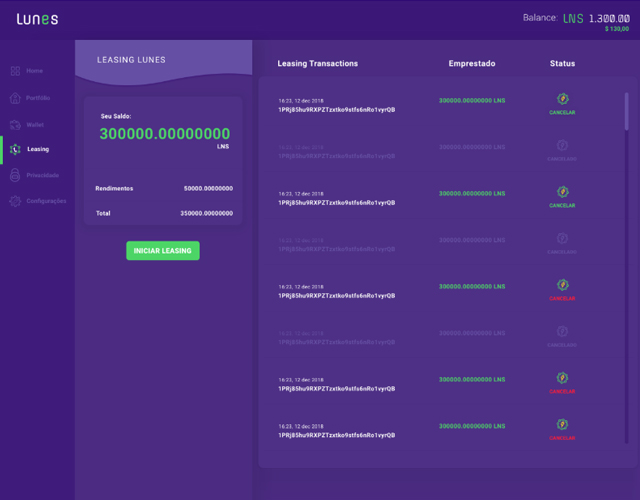 Lunes
Balance: LNS 1.300.00
$ 130,00
Home
Portfólio
Wallet
Leasing
Privacidade
Configurações
LEASING LUNES
Seu Saldo:
300000.00000000
LNS
Rendimentos 50000.00000000
Total 350000.00000000
INICIAR LEASING
Leasing Transactions Emprestado Status
16:23, 12 dec 2018
1PRj85hu9RXPZTzxtko9stfs6nRo1vyrQB 300000.00000000 LNS CANCELAR
16:23, 12 dec 2018
1PRj85hu9RXPZTzxtko9stfs6nRo1vyrQB 300000.00000000 LNS CANCELADO
16:23, 12 dec 2018
1PRj85hu9RXPZTzxtko9stfs6nRo1vyrQB 300000.00000000 LNS CANCELAR
16:23, 12 dec 2018
1PRj85hu9RXPZTzxtko9stfs6nRo1vyrQB 300000.00000000 LNS CANCELADO
16:23, 12 dec 2018
1PRj85hu9RXPZTzxtko9stfs6nRo1vyrQB 300000.00000000 LNS CANCELAR
16:23, 12 dec 2018
1PRj85hu9RXPZTzxtko9stfs6nRo1vyrQB 300000.00000000 LNS CANCELADO
16:23, 12 dec 2018
1PRj85hu9RXPZTzxtko9stfs6nRo1vyrQB 300000.00000000 LNS CANCELAR
16:23, 12 dec 2018
1PRj85hu9RXPZTzxtko9stfs6nRo1vyrQB 300000.00000000 LNS CANCELAR